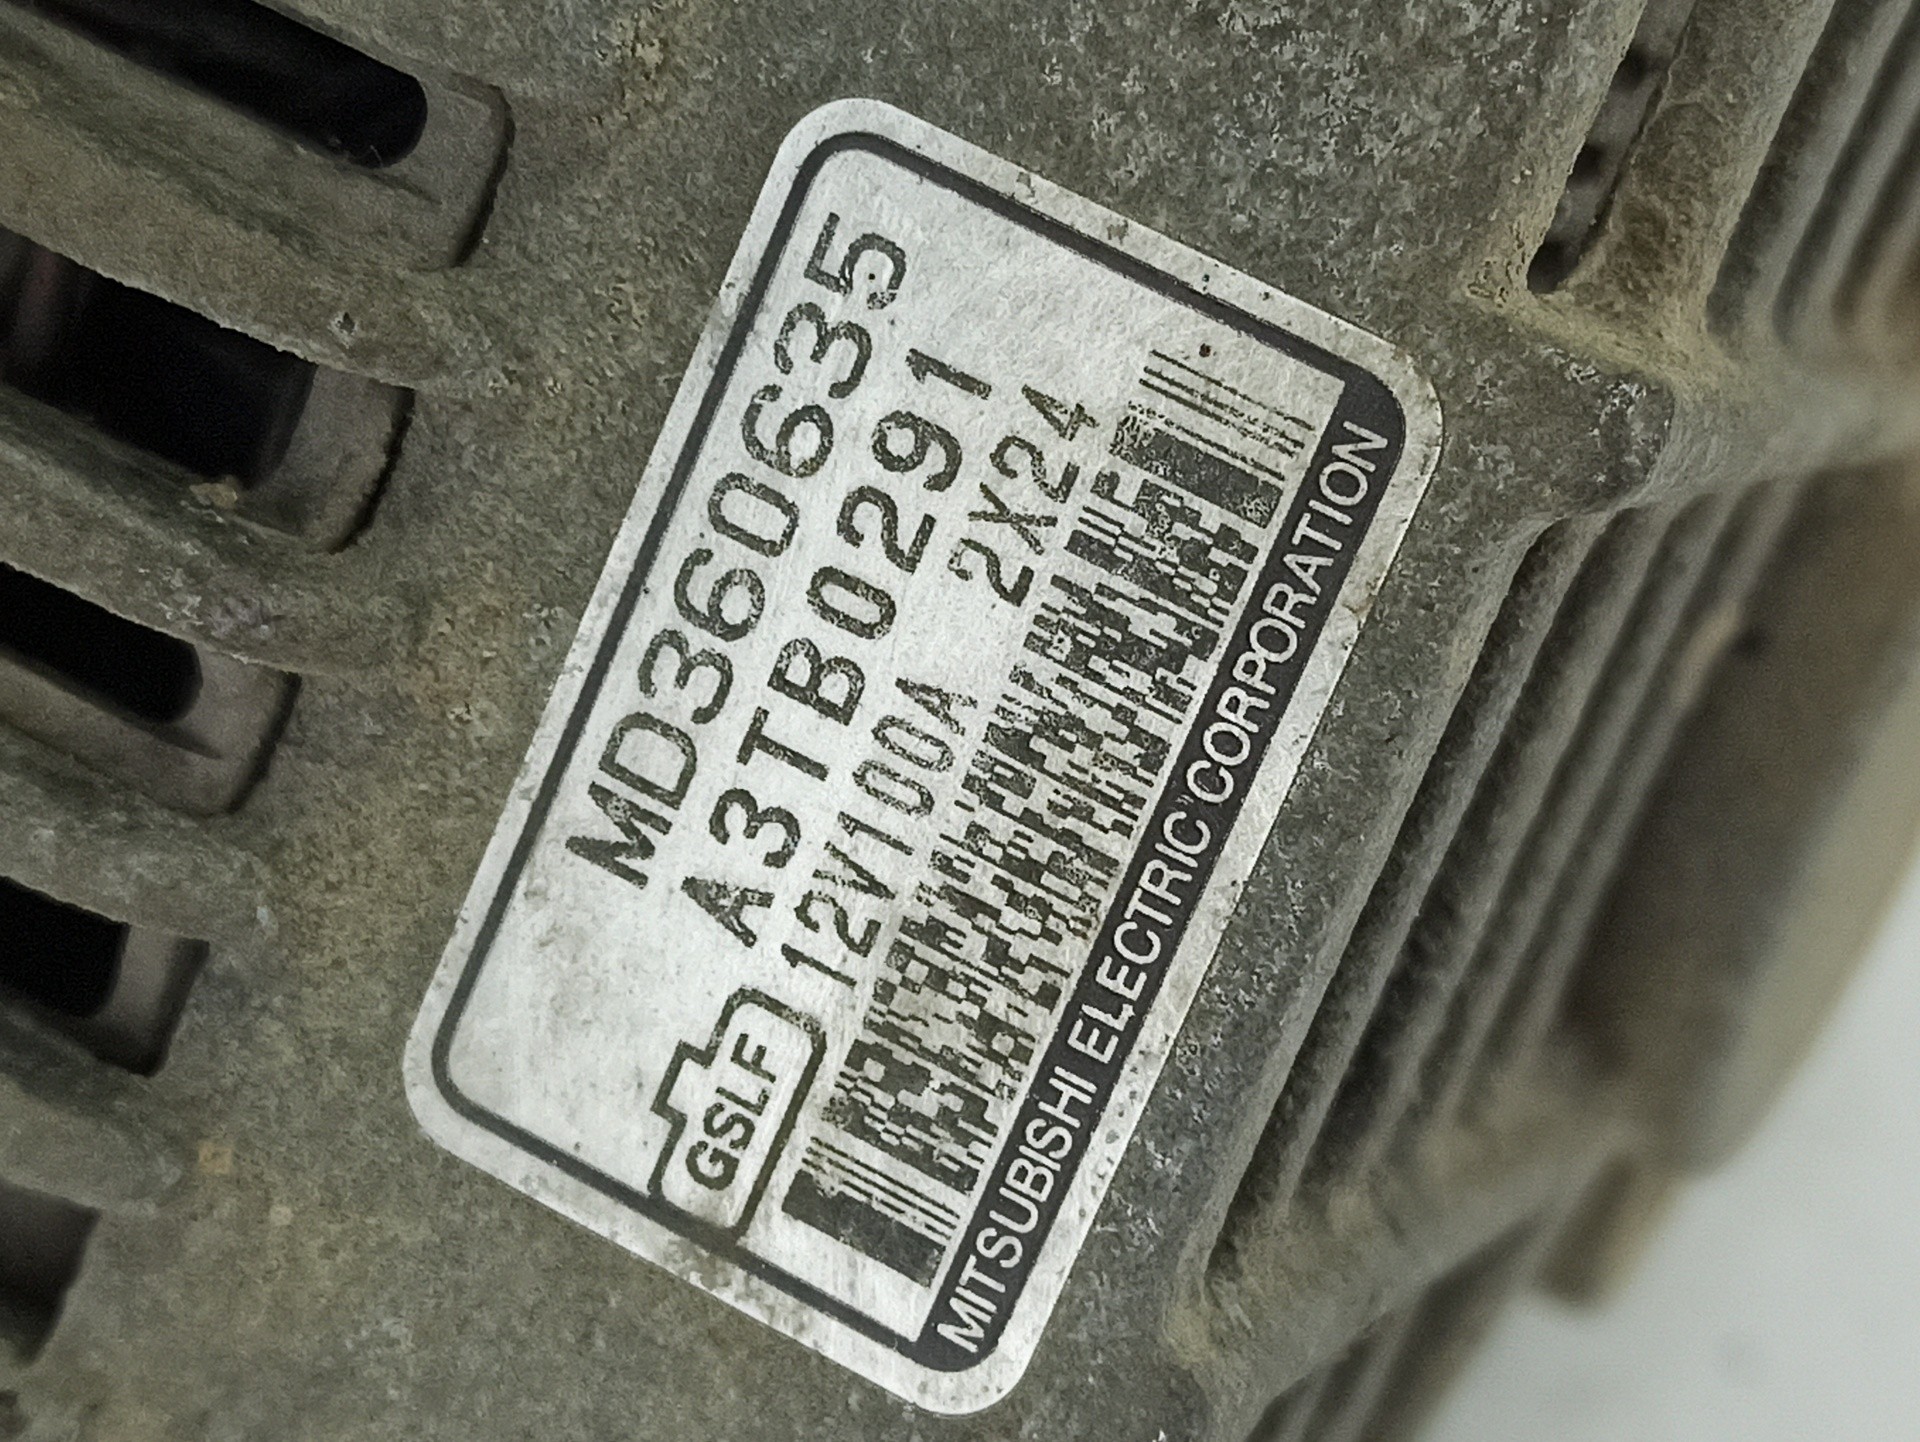 MD360635
A3TB0291
12V100A 2X24
GSLF
MITSUBISHI ELECTRIC CORPORATION